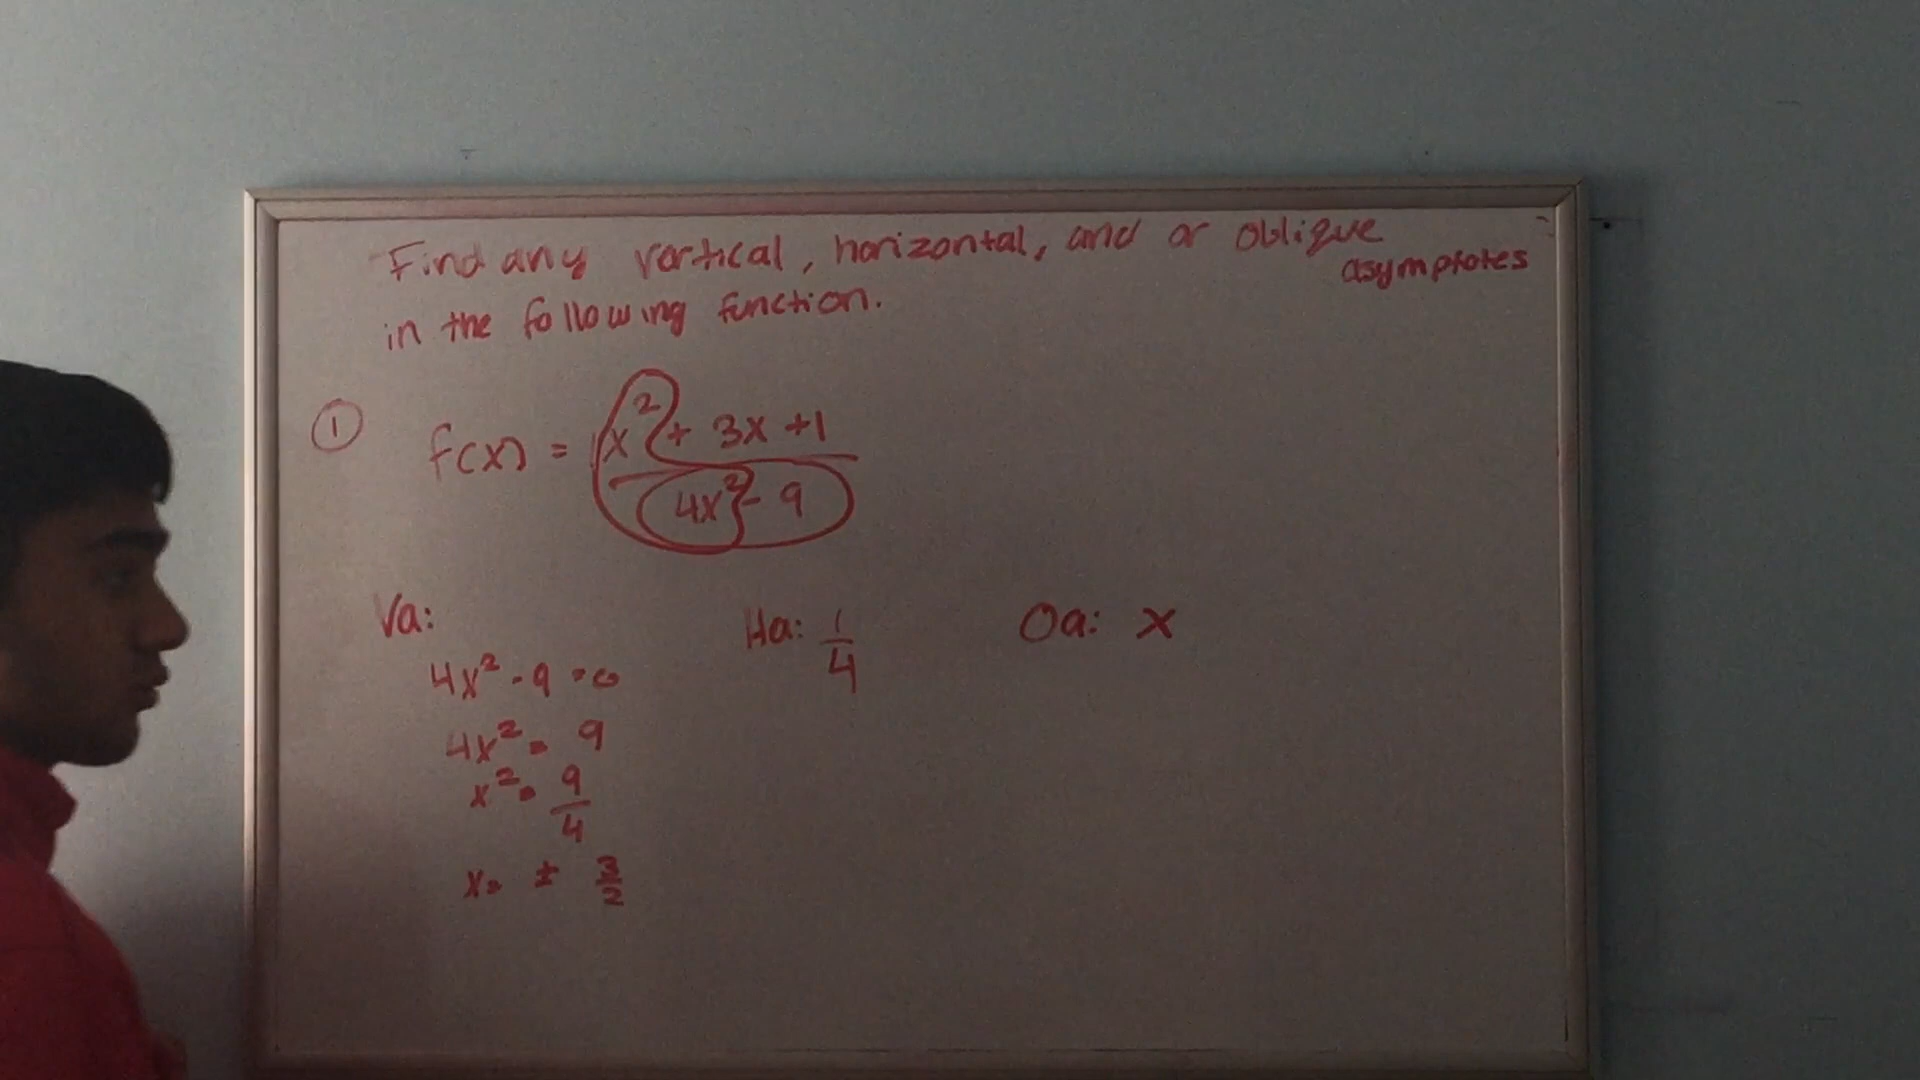 Find any vertical, horizontal, and or oblique
asymptotes
in the following function.
1 f(x) = x² + 3x + 1 / 4x² - 9
Va:
4x² - 9 = 0
4x² = 9
x² = 9/4
x = ± 3/2
Ha: 1/4
Oa: x